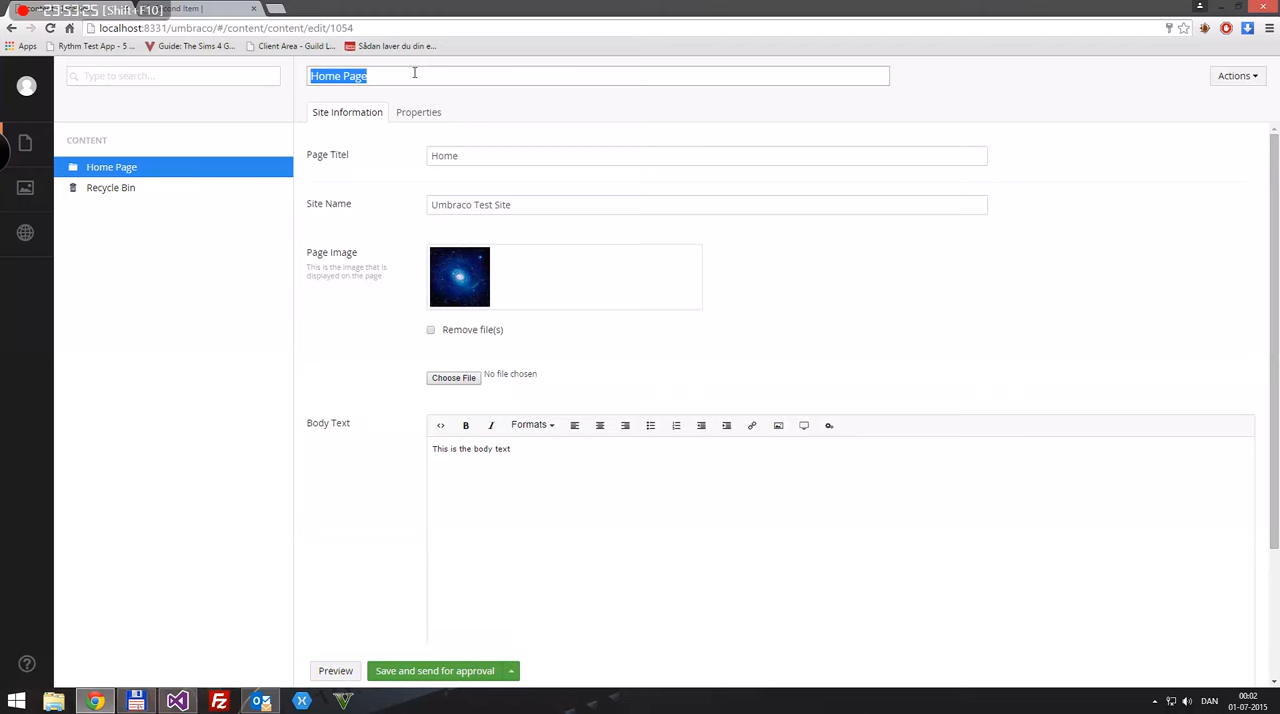 -23:53:25 [Shift+F10]
cond Item |
localhost:8331/umbraco/#/content/content/edit/1054
Apps
Rythm Test App - 5 ...
Guide: The Sims 4 G...
Client Area - Guild L...
Sådan laver du din e...
Type to search...
Home Page
Actions
Site Information
Properties
CONTENT
Home Page
Recycle Bin
Page Titel
Home
Site Name
Umbraco Test Site
Page Image
This is the image that is
displayed on the page
Remove file(s)
Choose File
No file chosen
Body Text
Formats
This is the body text
Preview
Save and send for approval
DAN
00:02
01-07-2015